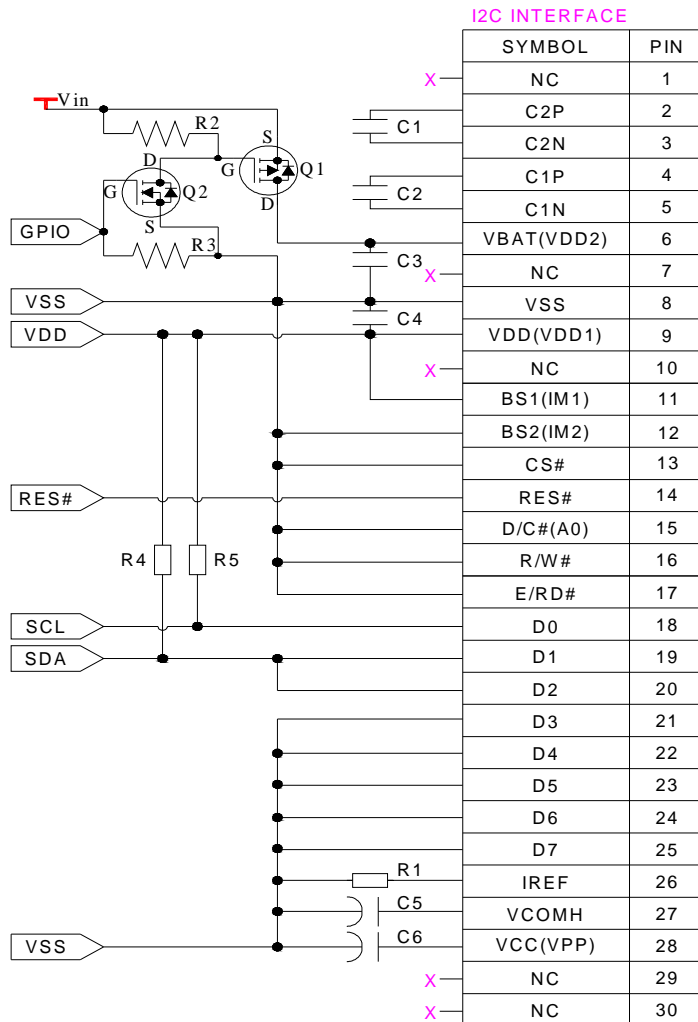 I2C INTERFACE
SYMBOL PIN
X NC 1
Vin C2P 2
R2 C1 C2N 3
S
D G Q1 C1P 4
G Q2 C2 C1N 5
D
S
GPIO R3 VBAT(VDD2) 6
C3 X NC 7
VSS VSS 8
C4
VDD VDD(VDD1) 9
X NC 10
BS1(IM1) 11
BS2(IM2) 12
CS# 13
RES# RES# 14
D/C#(A0) 15
R4 R5 R/W# 16
E/RD# 17
SCL D0 18
SDA D1 19
D2 20
D3 21
D4 22
D5 23
D6 24
D7 25
R1 IREF 26
C5 VCOMH 27
VSS C6 VCC(VPP) 28
X NC 29
X NC 30